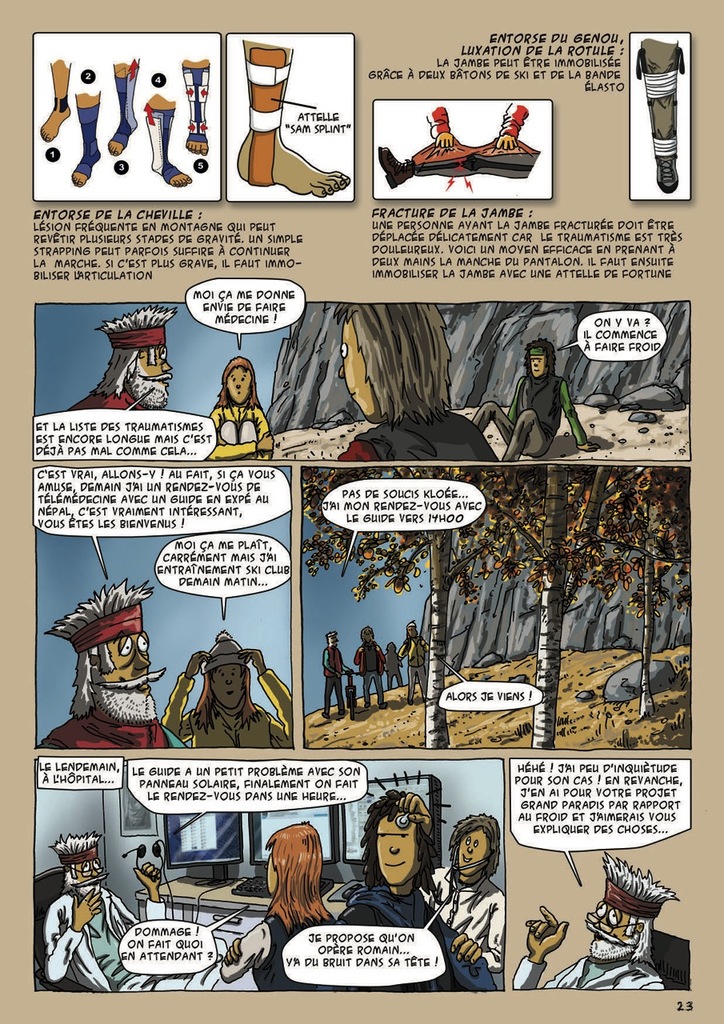 1
2
3
4
5
ATTELLE
"SAM SPLINT"
ENTORSE DU GENOU,
LUXATION DE LA ROTULE :
LA JAMBE PEUT ÊTRE IMMOBILISÉE
GRÂCE À DEUX BÂTONS DE SKI ET DE LA BANDE
ÉLASTO
ENTORSE DE LA CHEVILLE :
LÉSION FRÉQUENTE EN MONTAGNE QUI PEUT
REVÊTIR PLUSIEURS STADES DE GRAVITÉ. UN SIMPLE
STRAPPING PEUT PARFOIS SUFFIRE À CONTINUER
LA MARCHE. SI C'EST PLUS GRAVE, IL FAUT IMMO-
BILISER L'ARTICULATION
FRACTURE DE LA JAMBE :
UNE PERSONNE AYANT LA JAMBE FRACTURÉE DOIT ÊTRE
DÉPLACÉE DÉLICATEMENT CAR LE TRAUMATISME EST TRÈS
DOULEUREUX. VOICI UN MOYEN EFFICACE EN PRENANT À
DEUX MAINS LA MANCHE DU PANTALON. IL FAUT ENSUITE
IMMOBILISER LA JAMBE AVEC UNE ATTELLE DE FORTUNE
MOI ÇA ME DONNE
ENVIE DE FAIRE
MÉDECINE !
ON Y VA ?
IL COMMENCE
À FAIRE FROID
ET LA LISTE DES TRAUMATISMES
EST ENCORE LONGUE MAIS C'EST
DÉJÀ PAS MAL COMME CELA...
C'EST VRAI, ALLONS-Y ! AU FAIT, SI ÇA VOUS
AMUSE, DEMAIN J'AI UN RENDEZ-VOUS DE
TÉLÉMÉDECINE AVEC UN GUIDE EN EXPÉ AU
NÉPAL, C'EST VRAIMENT INTÉRESSANT,
VOUS ÊTES LES BIENVENUS !
MOI ÇA ME PLAÎT,
CARRÉMENT MAIS J'AI
ENTRAÎNEMENT SKI CLUB
DEMAIN MATIN...
PAS DE SOUCIS KLOÉE...
J'AI MON RENDEZ-VOUS AVEC
LE GUIDE VERS 14H00
ALORS JE VIENS !
LE LENDEMAIN,
À L'HÔPITAL...
LE GUIDE A UN PETIT PROBLÈME AVEC SON
PANNEAU SOLAIRE, FINALEMENT ON FAIT
LE RENDEZ-VOUS DANS UNE HEURE...
DOMMAGE !
ON FAIT QUOI
EN ATTENDANT ?
JE PROPOSE QU'ON
OPÈRE ROMAIN...
Y'A DU BRUIT DANS SA TÊTE !
HÉHÉ ! J'AI PEU D'INQUIÉTUDE
POUR SON CAS ! EN REVANCHE,
J'EN AI POUR VOTRE PROJET
GRAND PARADIS PAR RAPPORT
AU FROID ET J'AIMERAIS VOUS
EXPLIQUER DES CHOSES...
23